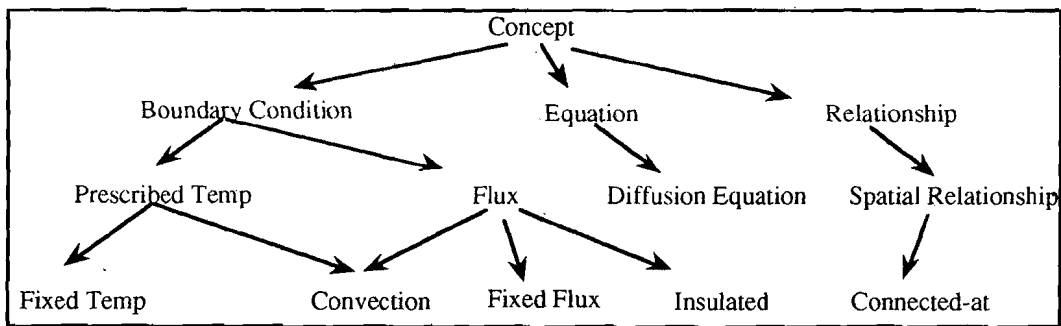 Concept
Boundary Condition Equation Relationship
Prescribed Temp Flux Diffusion Equation Spatial Relationship
Fixed Temp Convection Fixed Flux Insulated Connected-at